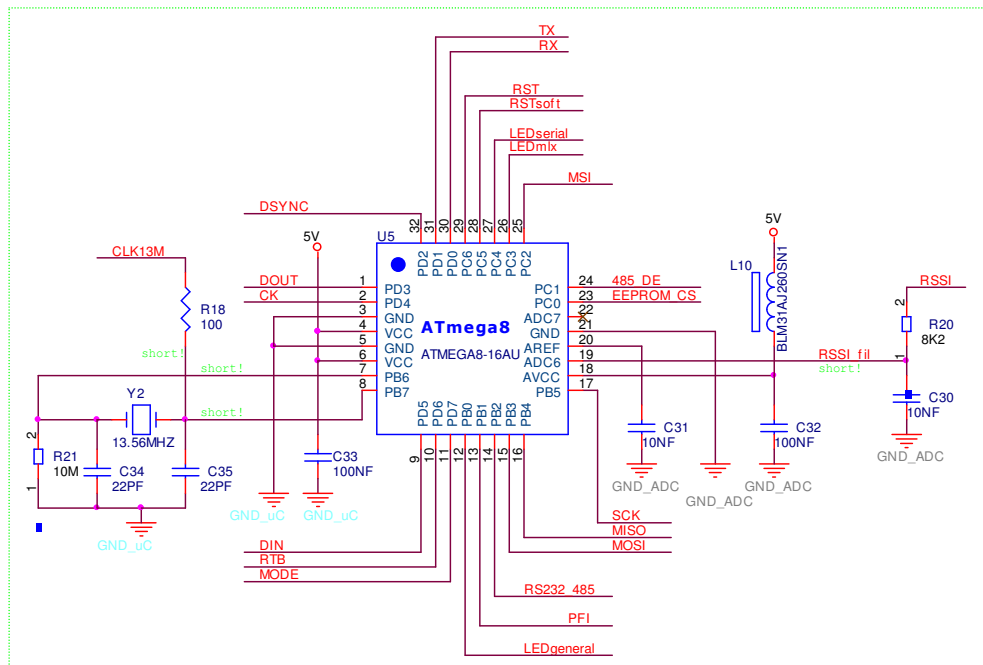 TX
RX
RST
RSTsoft
LEDserial
LEDmlx
MSI
DSYNC
32
31
30
29
28
27
26
25
5V
U5
5V
CLK13M
PD2
PD1
PD0
PC6
PC5
PC4
PC3
PC2
L10
BLM31AJ260SN1
DOUT
1
PD3
PC1
24
485_DE
RSSI
CK
2
PD4
PC0
23
EEPROM_CS
2
R18
100
3
GND
ADC7
22
4
VCC
GND
21
R20
8K2
ATmega8
5
GND
AREF
20
short!
ATMEGA8-16AU
6
VCC
ADC6
19
RSSI_fil
1
short!
7
PB6
AVCC
18
short!
8
PB7
PB5
17
Y2
13.56MHZ
short!
C30
10NF
PD5
PD6
PD7
PB0
PB1
PB2
PB3
PB4
C31
10NF
C32
100NF
GND_ADC
2
R21
10M
1
C34
22PF
C35
22PF
C33
100NF
9
10
11
12
13
14
15
16
GND_ADC
GND_ADC
GND_ADC
GND_uC
GND_uC
GND_uC
SCK
MISO
MOSI
DIN
RTB
MODE
RS232_485
PFI
LEDgeneral